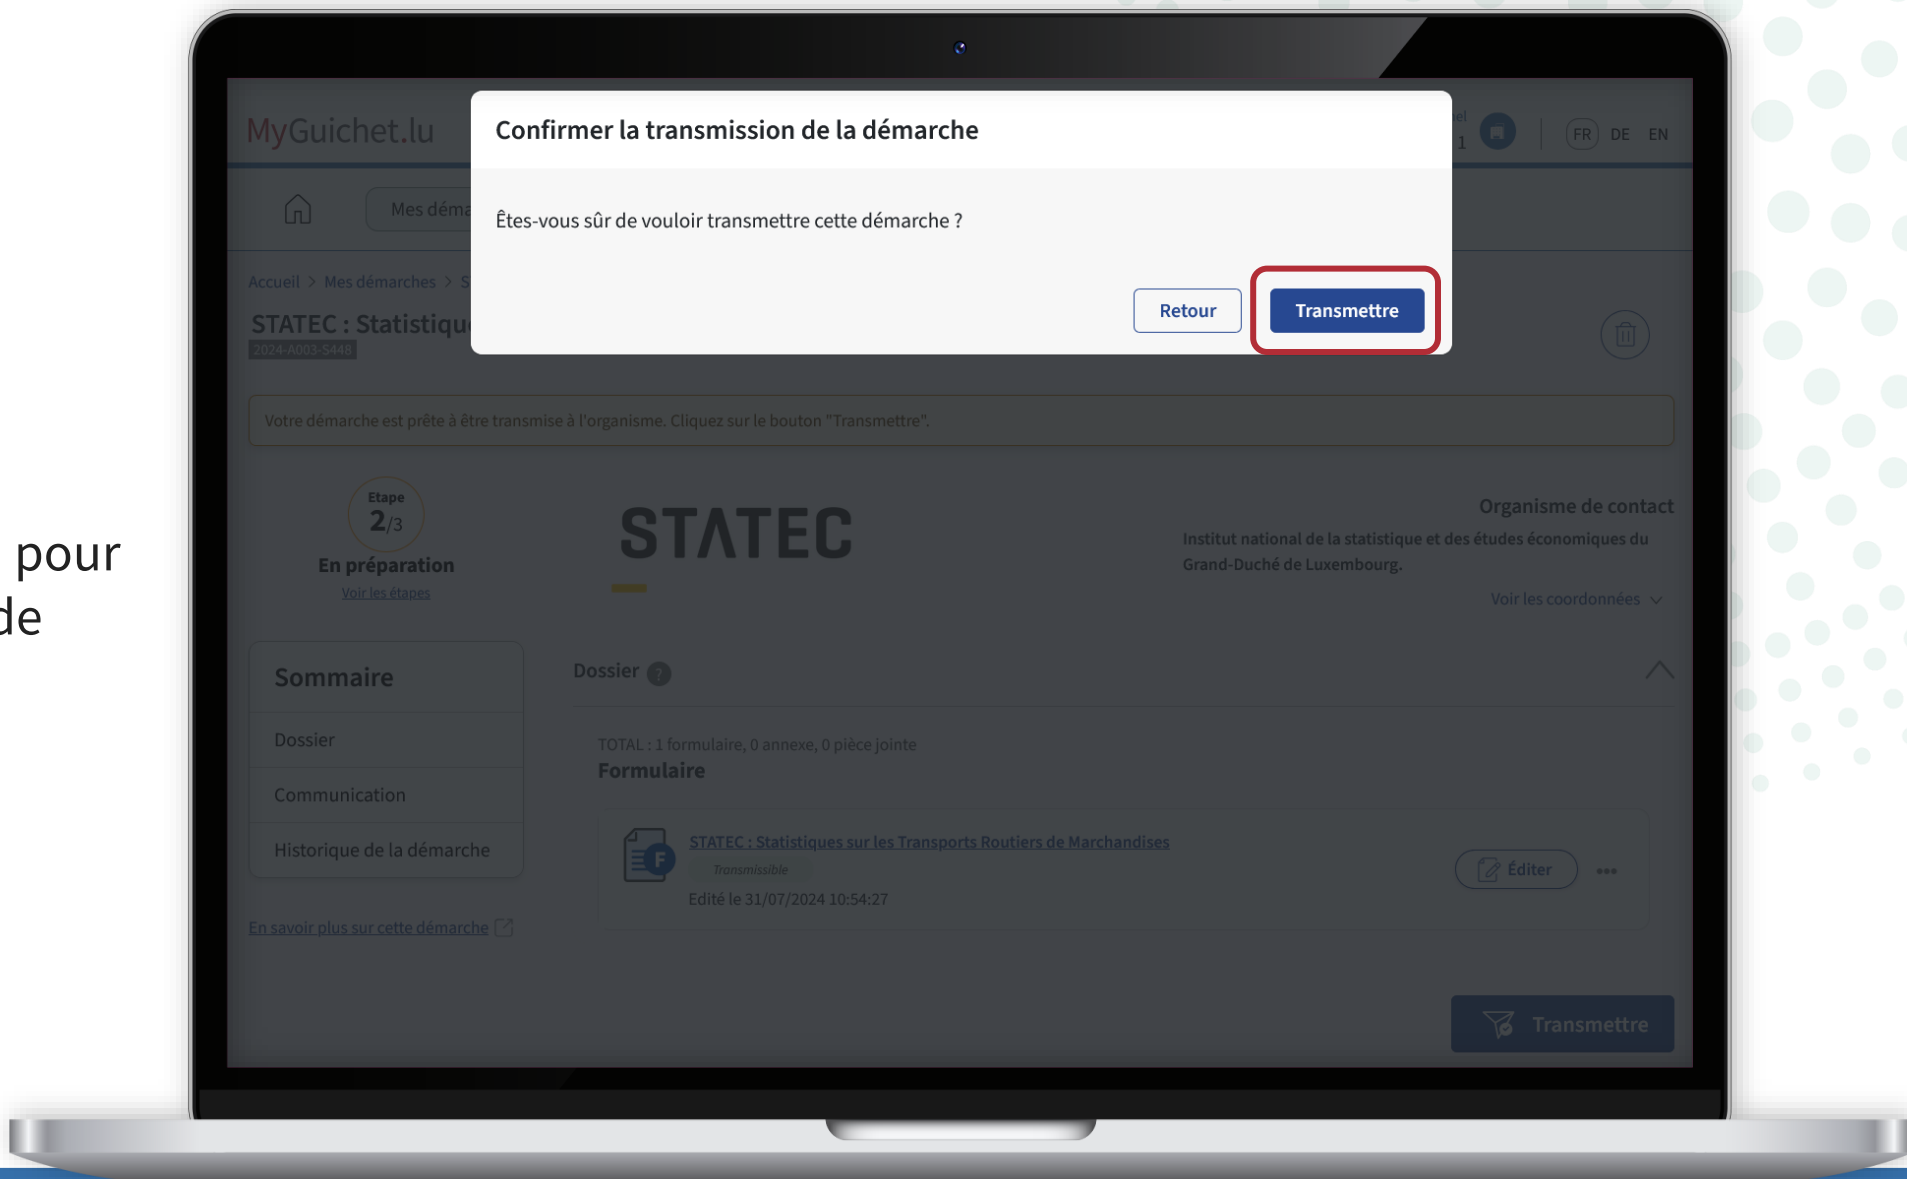 pour
de
MyGuichet.lu
1
FR DE EN
Confirmer la transmission de la démarche
Êtes-vous sûr de vouloir transmettre cette démarche ?
Retour
Transmettre
Mes déma
Accueil > Mes démarches > S
STATEC : Statistiqu
2024-A003-S448
Votre démarche est prête à être transmise à l'organisme. Cliquez sur le bouton "Transmettre".
Etape
2/3
En préparation
Voir les étapes
STATEC
Organisme de contact
Institut national de la statistique et des études économiques du
Grand-Duché de Luxembourg.
Voir les coordonnées
Sommaire
Dossier
Communication
Historique de la démarche
En savoir plus sur cette démarche
Dossier ?
TOTAL : 1 formulaire, 0 annexe, 0 pièce jointe
Formulaire
F
STATEC : Statistiques sur les Transports Routiers de Marchandises
Transmissible
Edité le 31/07/2024 10:54:27
Éditer
Transmettre